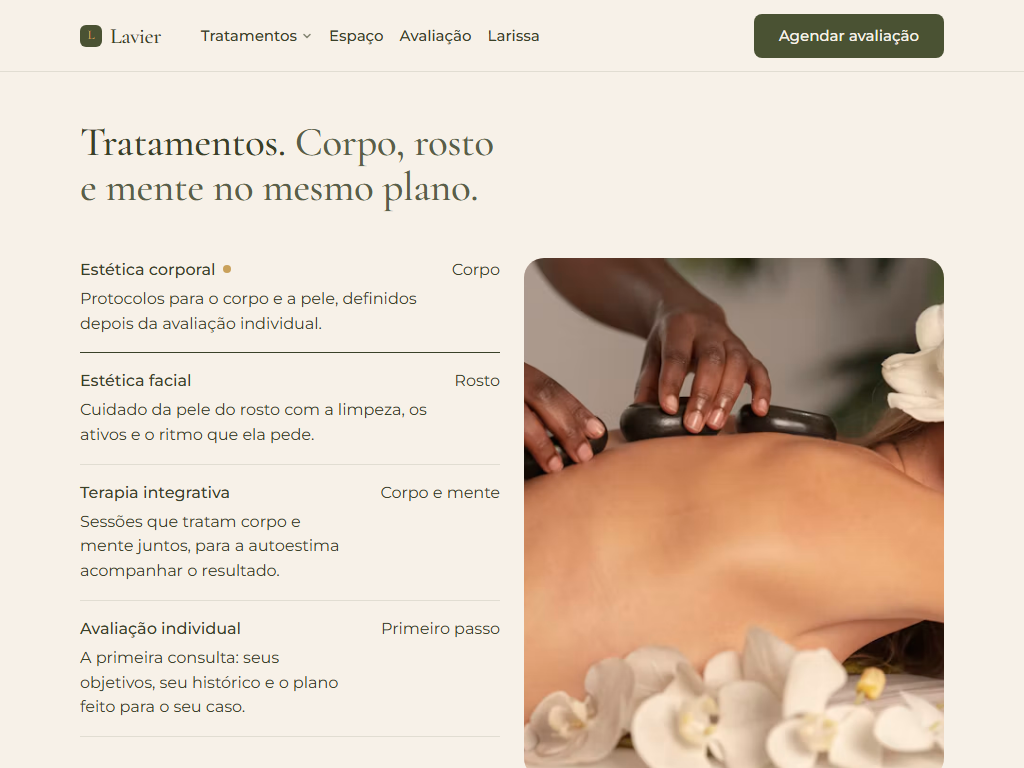 L Lavier Tratamentos Espaço Avaliação Larissa Agendar avaliação
Tratamentos. Corpo, rosto
e mente no mesmo plano.
Estética corporal Corpo
Protocolos para o corpo e a pele, definidos
depois da avaliação individual.
Estética facial Rosto
Cuidado da pele do rosto com a limpeza, os
ativos e o ritmo que ela pede.
Terapia integrativa Corpo e mente
Sessões que tratam corpo e
mente juntos, para a autoestima
acompanhar o resultado.
Avaliação individual Primeiro passo
A primeira consulta: seus
objetivos, seu histórico e o plano
feito para o seu caso.